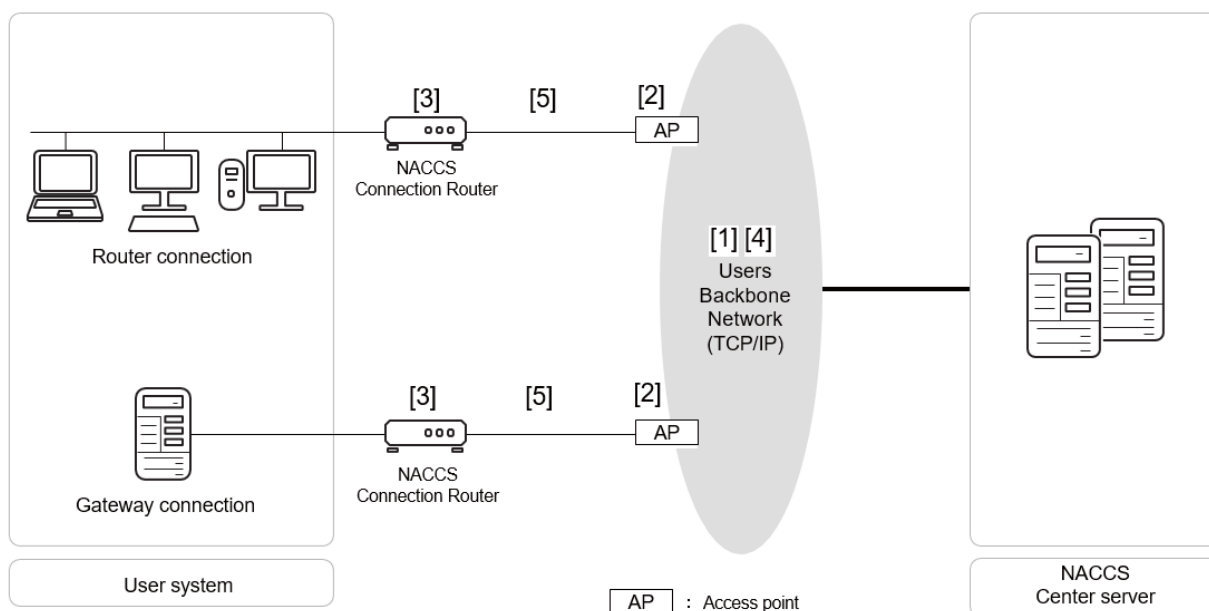 [3]
[5]
[2]
AP
NACCS
Connection Router
Router connection
[1] [4]
Users
Backbone
Network
(TCP/IP)
[3]
[5]
[2]
AP
NACCS
Connection Router
Gateway connection
User system
NACCS
Center server
AP : Access point